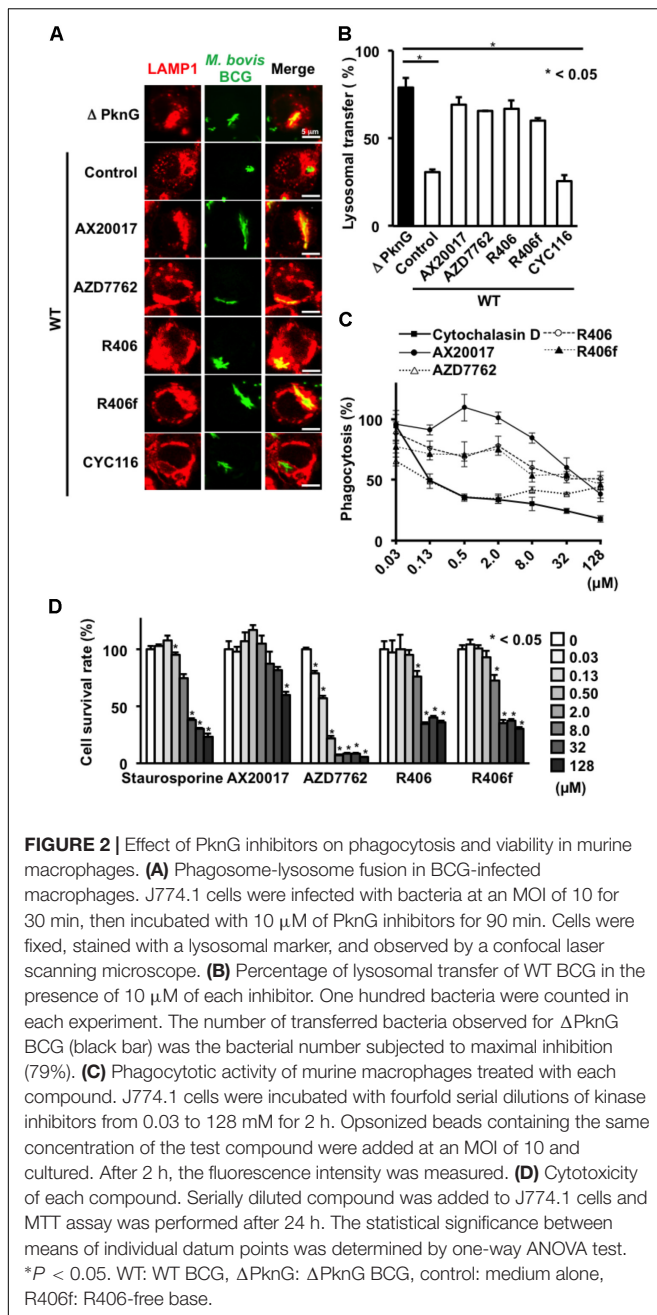 A
LAMP1
M. bovis
BCG
Merge
Δ PknG
5 μm
WT
Control
AX20017
AZD7762
R406
R406f
CYC116
B
Lysosomal transfer (%)
100
75
50
25
0
*
*
* < 0.05
Δ PknG
Control
AX20017
AZD7762
R406
R406f
CYC116
WT
C
Cytochalasin D
AX20017
AZD7762
R406
R406f
Phagocytosis (%)
100
50
0
0.03
0.13
0.5
2.0
8.0
32
128
(μM)
D
Cell survival rate (%)
100
50
0
* * * *
*
* * * * * * *
* * * *
* * * *
Staurosporine
AX20017
AZD7762
R406
R406f
* < 0.05
0
0.03
0.13
0.50
2.0
8.0
32
128
(μM)
FIGURE 2 | Effect of PknG inhibitors on phagocytosis and viability in murine
macrophages. (A) Phagosome-lysosome fusion in BCG-infected
macrophages. J774.1 cells were infected with bacteria at an MOI of 10 for
30 min, then incubated with 10 μM of PknG inhibitors for 90 min. Cells were
fixed, stained with a lysosomal marker, and observed by a confocal laser
scanning microscope. (B) Percentage of lysosomal transfer of WT BCG in the
presence of 10 μM of each inhibitor. One hundred bacteria were counted in
each experiment. The number of transferred bacteria observed for ΔPknG
BCG (black bar) was the bacterial number subjected to maximal inhibition
(79%). (C) Phagocytotic activity of murine macrophages treated with each
compound. J774.1 cells were incubated with fourfold serial dilutions of kinase
inhibitors from 0.03 to 128 mM for 2 h. Opsonized beads containing the same
concentration of the test compound were added at an MOI of 10 and
cultured. After 2 h, the fluorescence intensity was measured. (D) Cytotoxicity
of each compound. Serially diluted compound was added to J774.1 cells and
MTT assay was performed after 24 h. The statistical significance between
means of individual datum points was determined by one-way ANOVA test.
*P < 0.05. WT: WT BCG, ΔPknG: ΔPknG BCG, control: medium alone,
R406f: R406-free base.